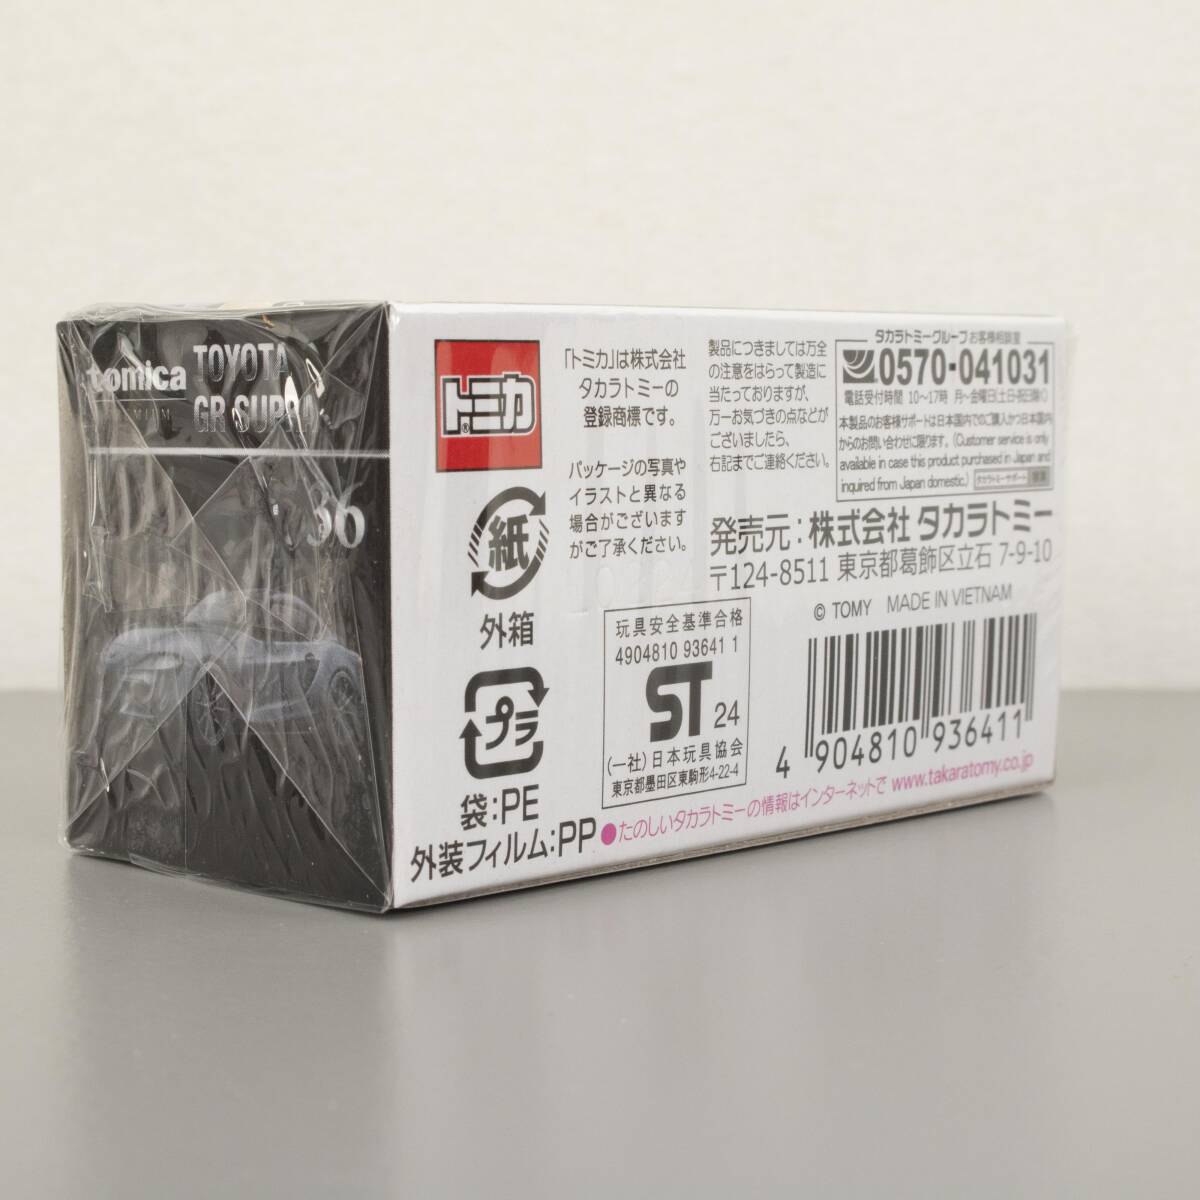 tomica
TOYOTA
GR SUPRA
36
トミカ
®
「トミカ」は株式会社
タカラトミーの
登録商標です。
パッケージの写真や
イラストと異なる
場合がございます
がご了承ください。
紙
外箱
プラ
袋:PE
外装フィルム:PP
製品につきましては万全
の注意をはらって製造に
当たっておりますが、
万一お気づきの点などが
ございましたら、
右記までご連絡ください。
タカラトミーグループお客様相談室
0570-041031
電話受付時間 10〜17時 月〜金曜日(土・日・祝日除く)
本製品のお客様サポートは日本国内でのご購入かつ日本国内
からのお問い合わせに限ります。(Customer service is only
available in case this product purchased in Japan and
inquired from Japan domestic.)
タカラトミーサポート 検索
発売元:株式会社 タカラトミー
〒124-8511 東京都葛飾区立石 7-9-10
© TOMY MADE IN VIETNAM
玩具安全基準合格
4904810 93641 1
ST 24
(一社)日本玩具協会
東京都墨田区東駒形4-22-4
4 904810 936411
●たのしいタカラトミーの情報はインターネットで www.takaratomy.co.jp